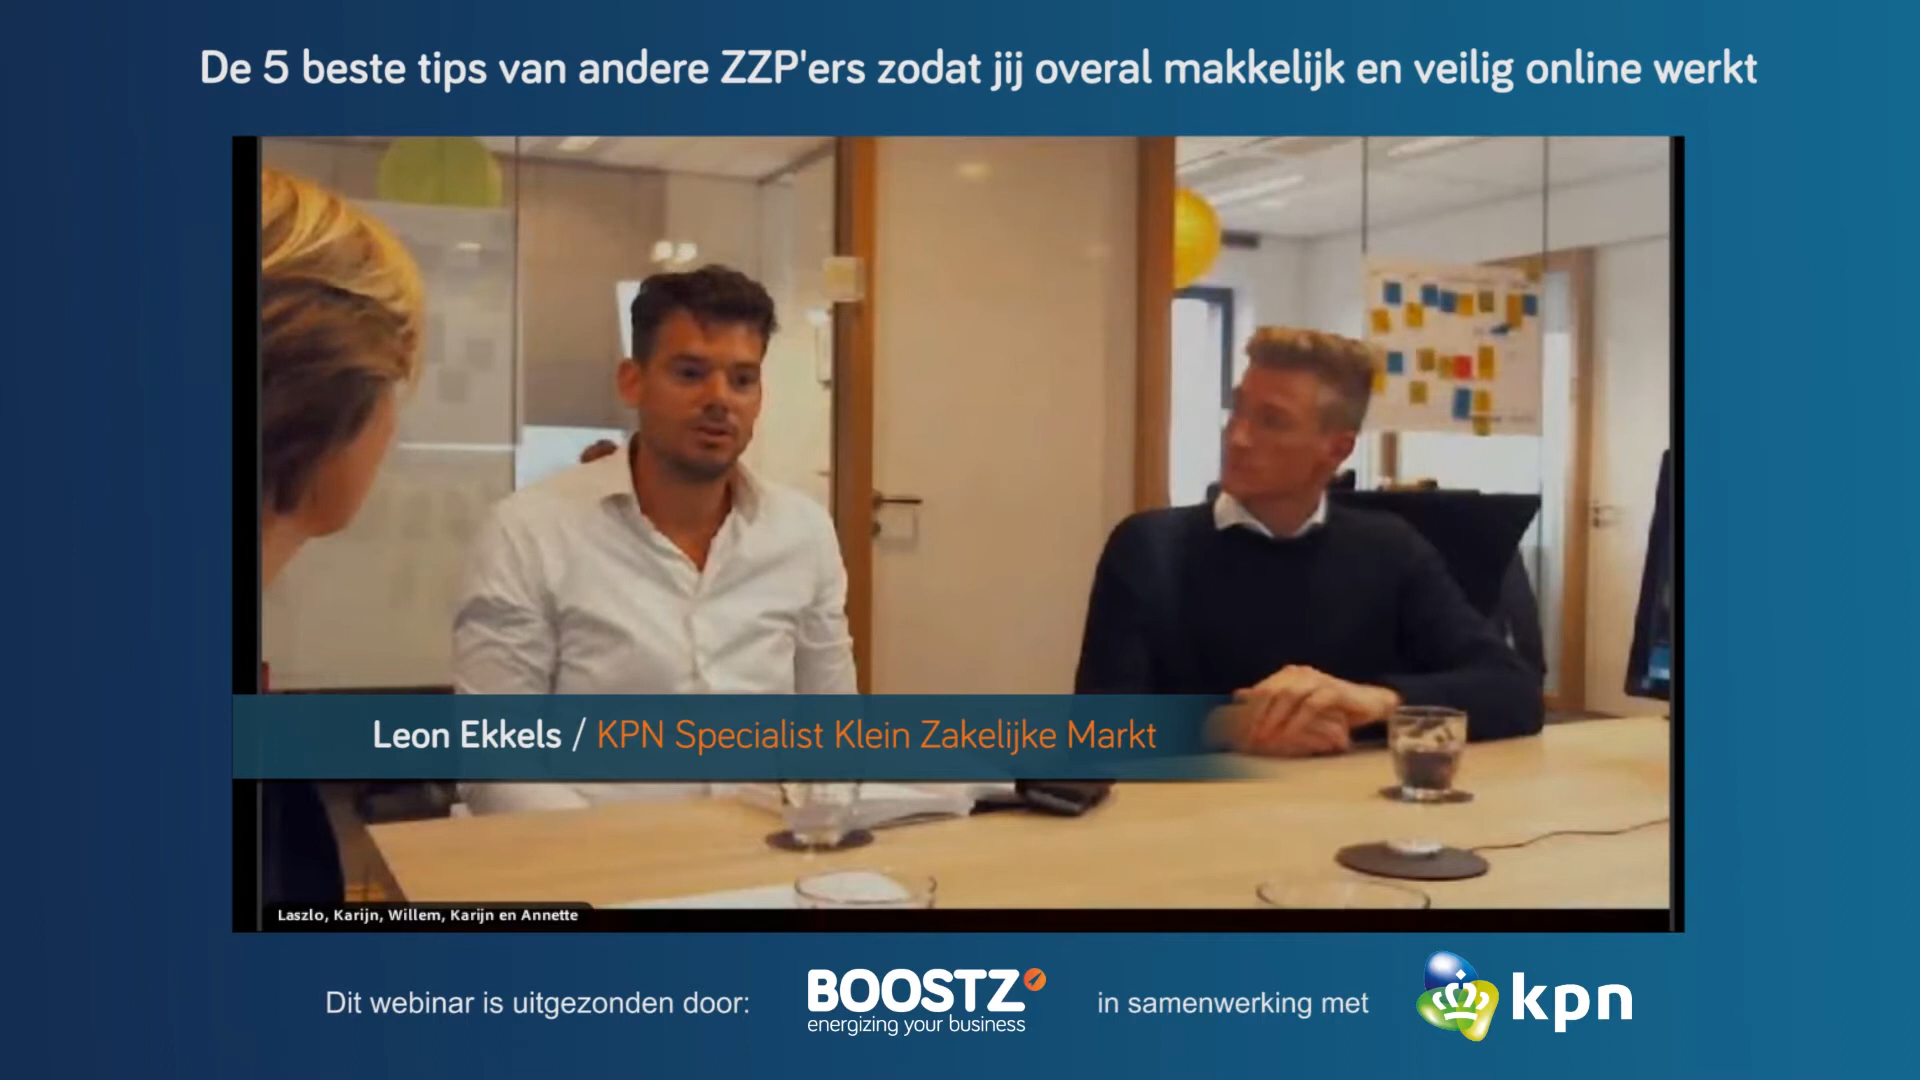 De 5 beste tips van andere ZZP'ers zodat jij overal makkelijk en veilig online werkt
Leon Ekkels / KPN Specialist Klein Zakelijke Markt
Laszlo, Karijn, Willem, Karijn en Annette
Dit webinar is uitgezonden door:
BOOSTZ
energizing your business
in samenwerking met
kpn